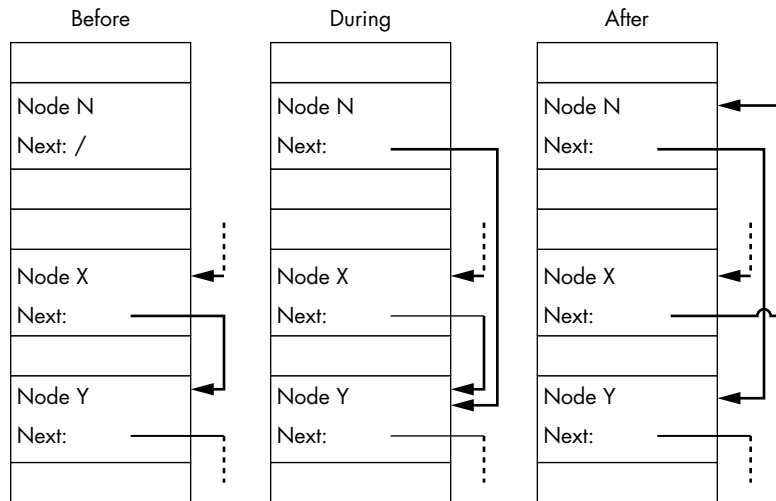 Before
Node N
Next: /
Node X
Next:
Node Y
Next:
During
Node N
Next:
Node X
Next:
Node Y
Next:
After
Node N
Next:
Node X
Next:
Node Y
Next: